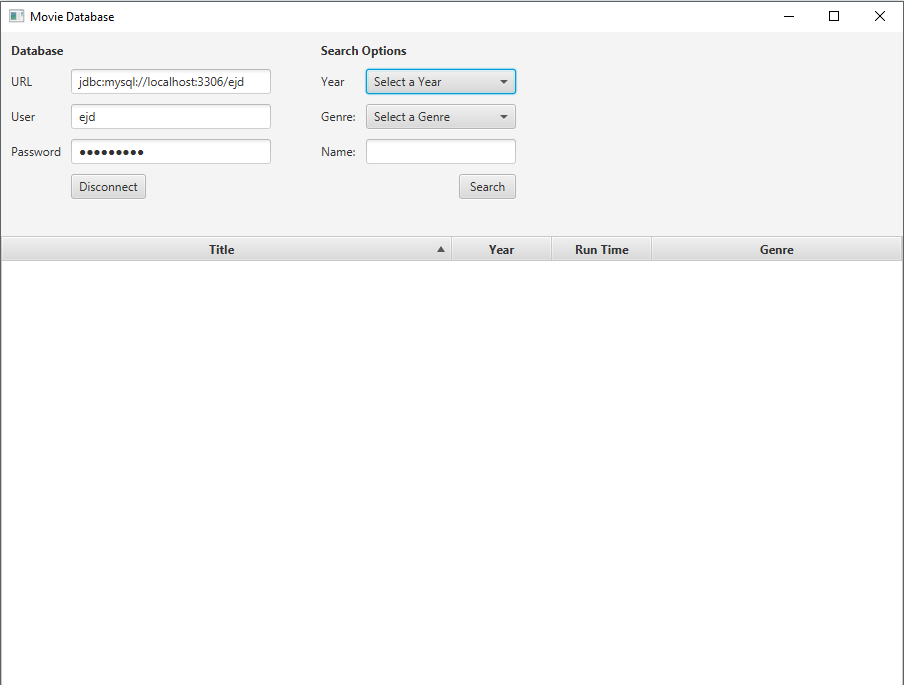 Movie Database
Database
URL jdbc:mysql://localhost:3306/ejd
User ejd
Password ●●●●●●●●●
Disconnect
Search Options
Year Select a Year
Genre: Select a Genre
Name:
Search
Title Year Run Time Genre